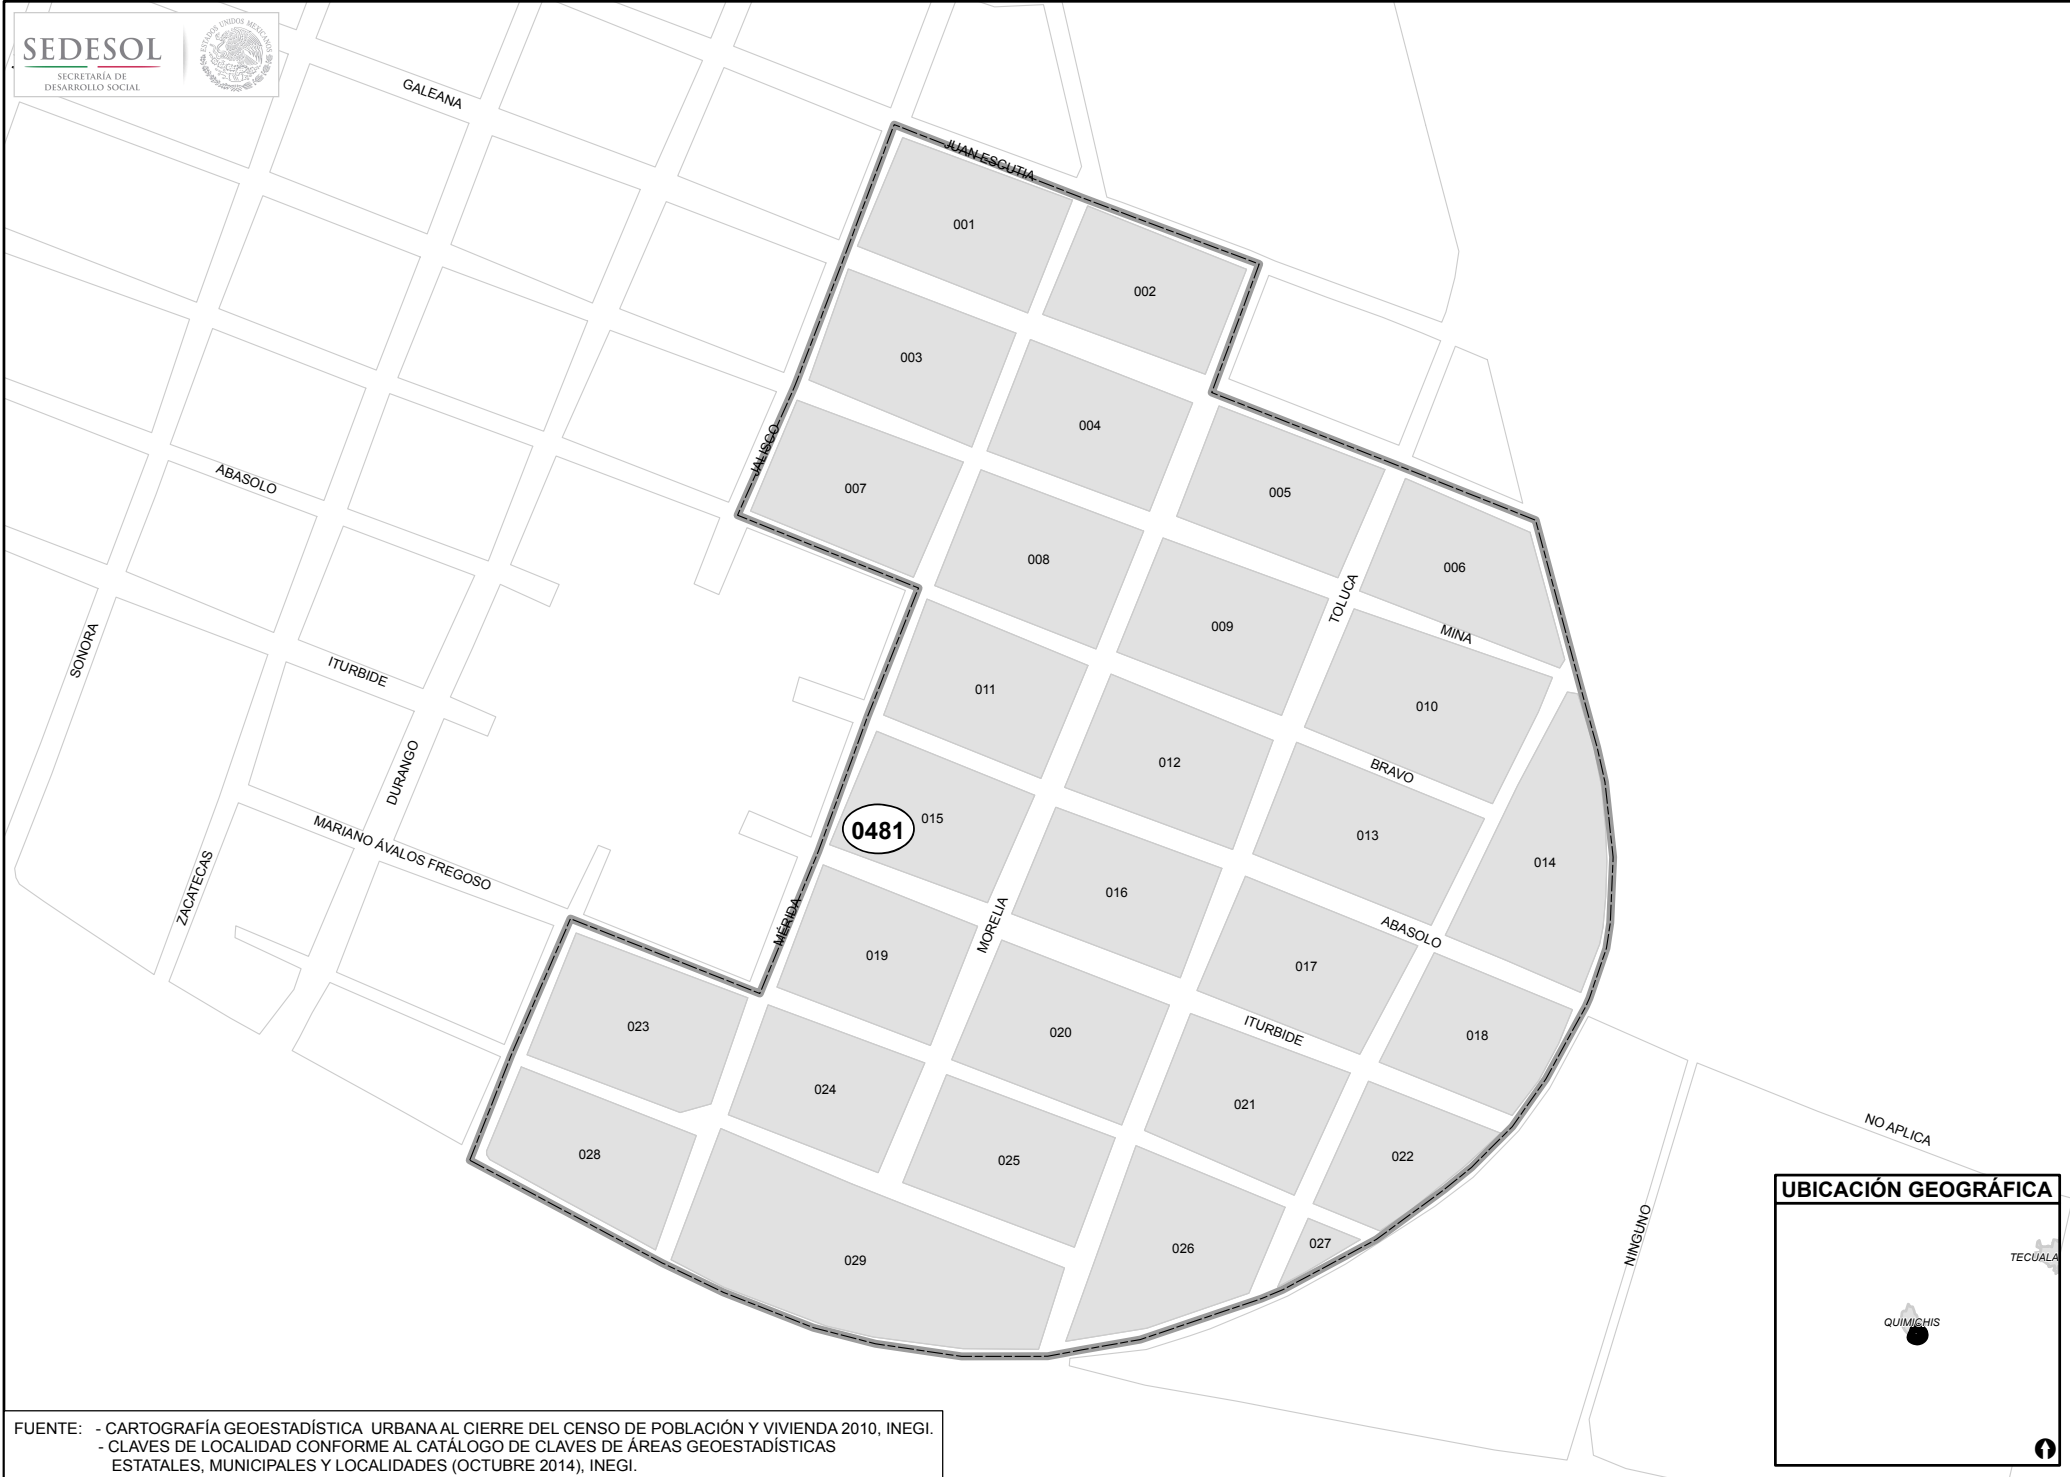 SEDESOL
SECRETARÍA DE
DESARROLLO SOCIAL
ESTADOS UNIDOS MEXICANOS
GALEANA
JUAN ESCUTIA
001
002
003
004
JALISCO
007
005
ABASOLO
008
006
TOLUCA
009
MINA
SONORA
ITURBIDE
011
010
012
BRAVO
DURANGO
015
0481
013
MARIANO ÁVALOS FREGOSO
014
ZACATECAS
016
MÉRIDA
MORELIA
ABASOLO
019
017
023
020
ITURBIDE
018
024
021
NO APLICA
028
025
022
UBICACIÓN GEOGRÁFICA
NINGUNO
029
026
027
TECUALA
QUIMICHIS
FUENTE: - CARTOGRAFÍA GEOESTADÍSTICA URBANA AL CIERRE DEL CENSO DE POBLACIÓN Y VIVIENDA 2010, INEGI.
- CLAVES DE LOCALIDAD CONFORME AL CATÁLOGO DE CLAVES DE ÁREAS GEOESTADÍSTICAS
ESTATALES, MUNICIPALES Y LOCALIDADES (OCTUBRE 2014), INEGI.